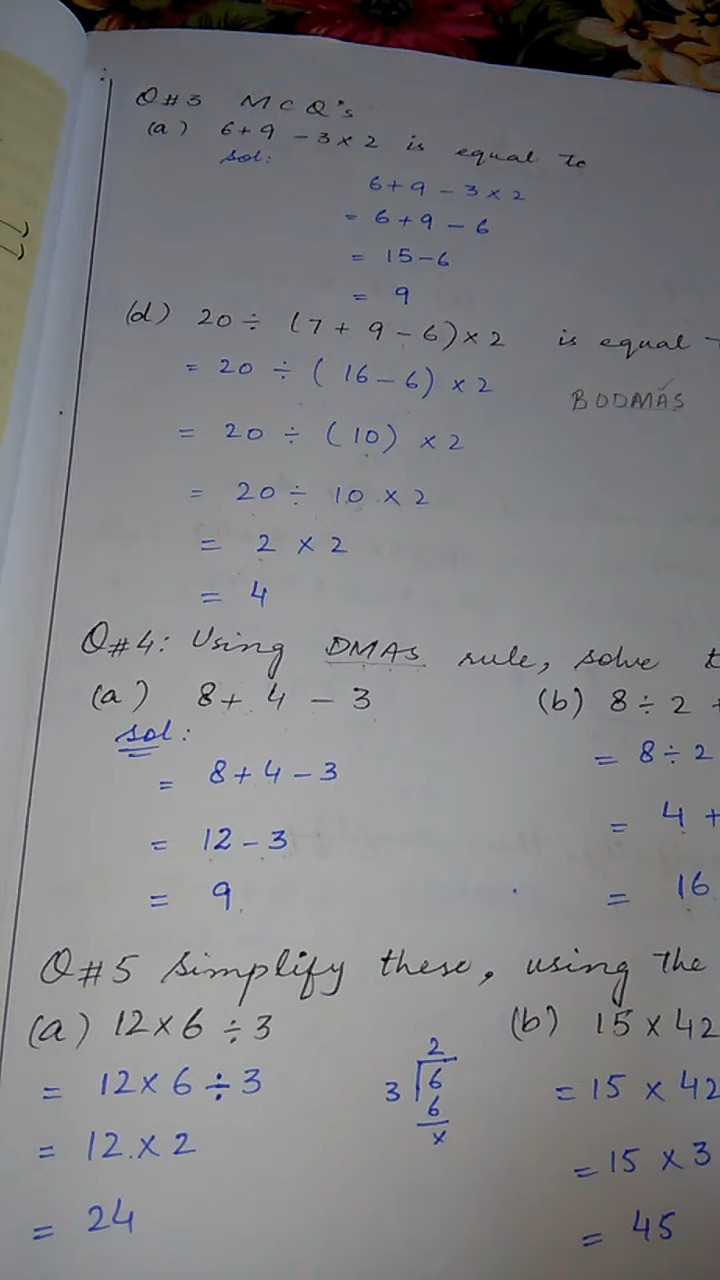 Q#3 MCQ's
(a) 6+9 -3×2 is equal to
Sol:
6+9-3×2
= 6+9-6
= 15-6
= 9
(d) 20÷ (7+9-6)×2 is equal
= 20 ÷ (16-6) ×2
BODMAS
= 20 ÷ (10) ×2
= 20÷ 10 ×2
= 2 × 2
= 4
Q#4: Using DMAS rule, solve
(a) 8+ 4 - 3 (b) 8÷2 +
Sol:
= 8+4-3 = 8÷2
= 12-3 = 4 +
= 9 = 16
Q#5 Simplify these, using the
(a) 12×6÷3 (b) 15×42
= 12×6÷3 = 15×42
2
3 6
6
x
= 12.×2 = 15×3
= 24 = 45